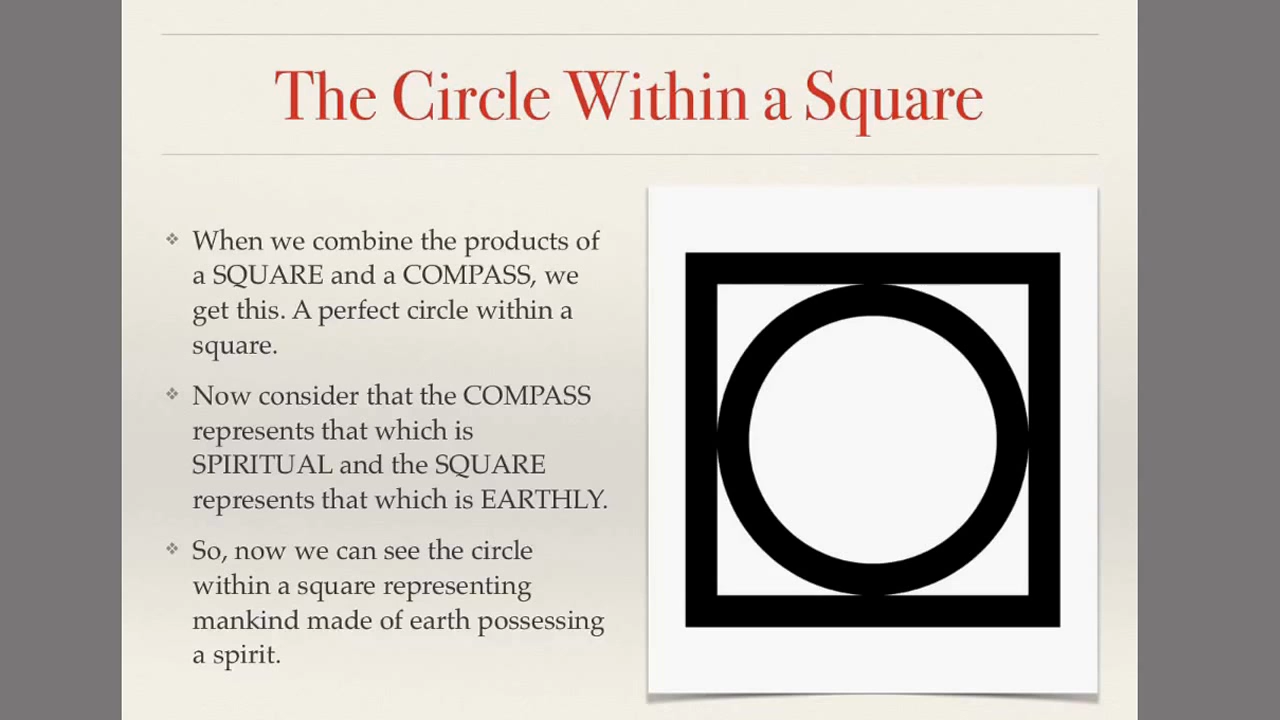 The Circle Within a Square
When we combine the products of
a SQUARE and a COMPASS, we
get this. A perfect circle within a
square.
Now consider that the COMPASS
represents that which is
SPIRITUAL and the SQUARE
represents that which is EARTHLY.
So, now we can see the circle
within a square representing
mankind made of earth possessing
a spirit.